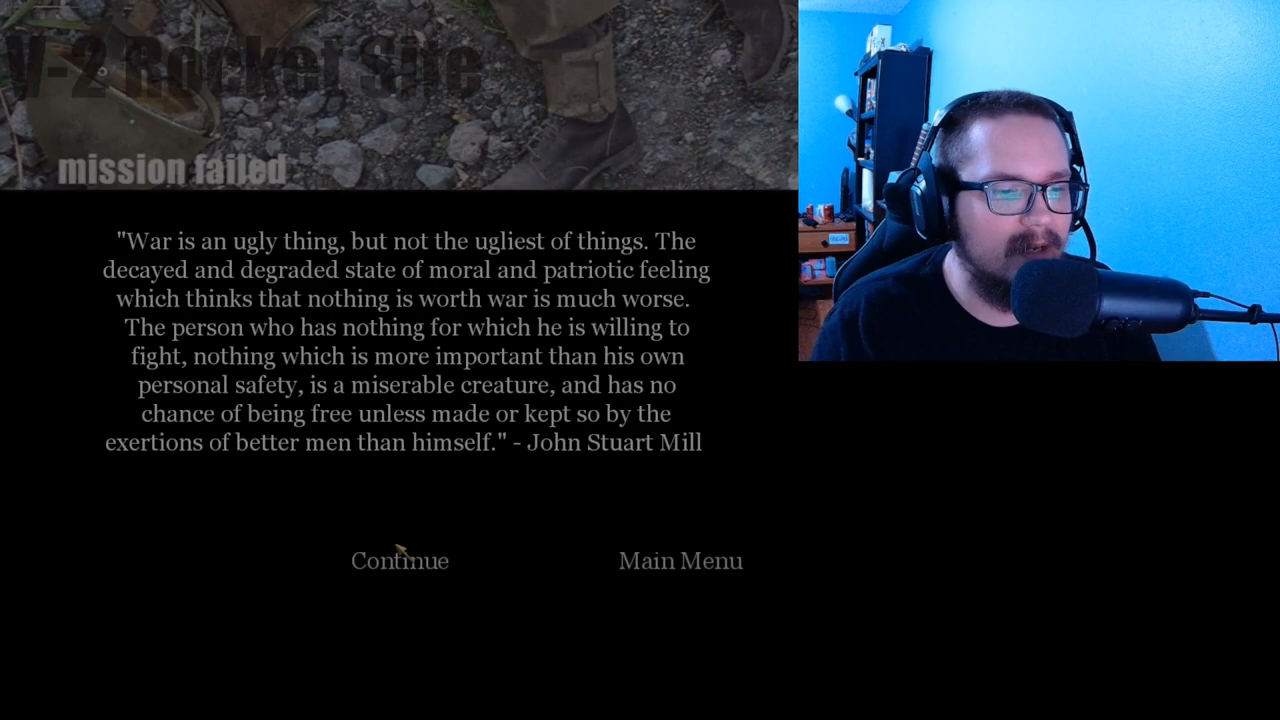 V-2 Rocket Site
mission failed
"War is an ugly thing, but not the ugliest of things. The
decayed and degraded state of moral and patriotic feeling
which thinks that nothing is worth war is much worse.
The person who has nothing for which he is willing to
fight, nothing which is more important than his own
personal safety, is a miserable creature, and has no
chance of being free unless made or kept so by the
exertions of better men than himself." - John Stuart Mill
Continue
Main Menu